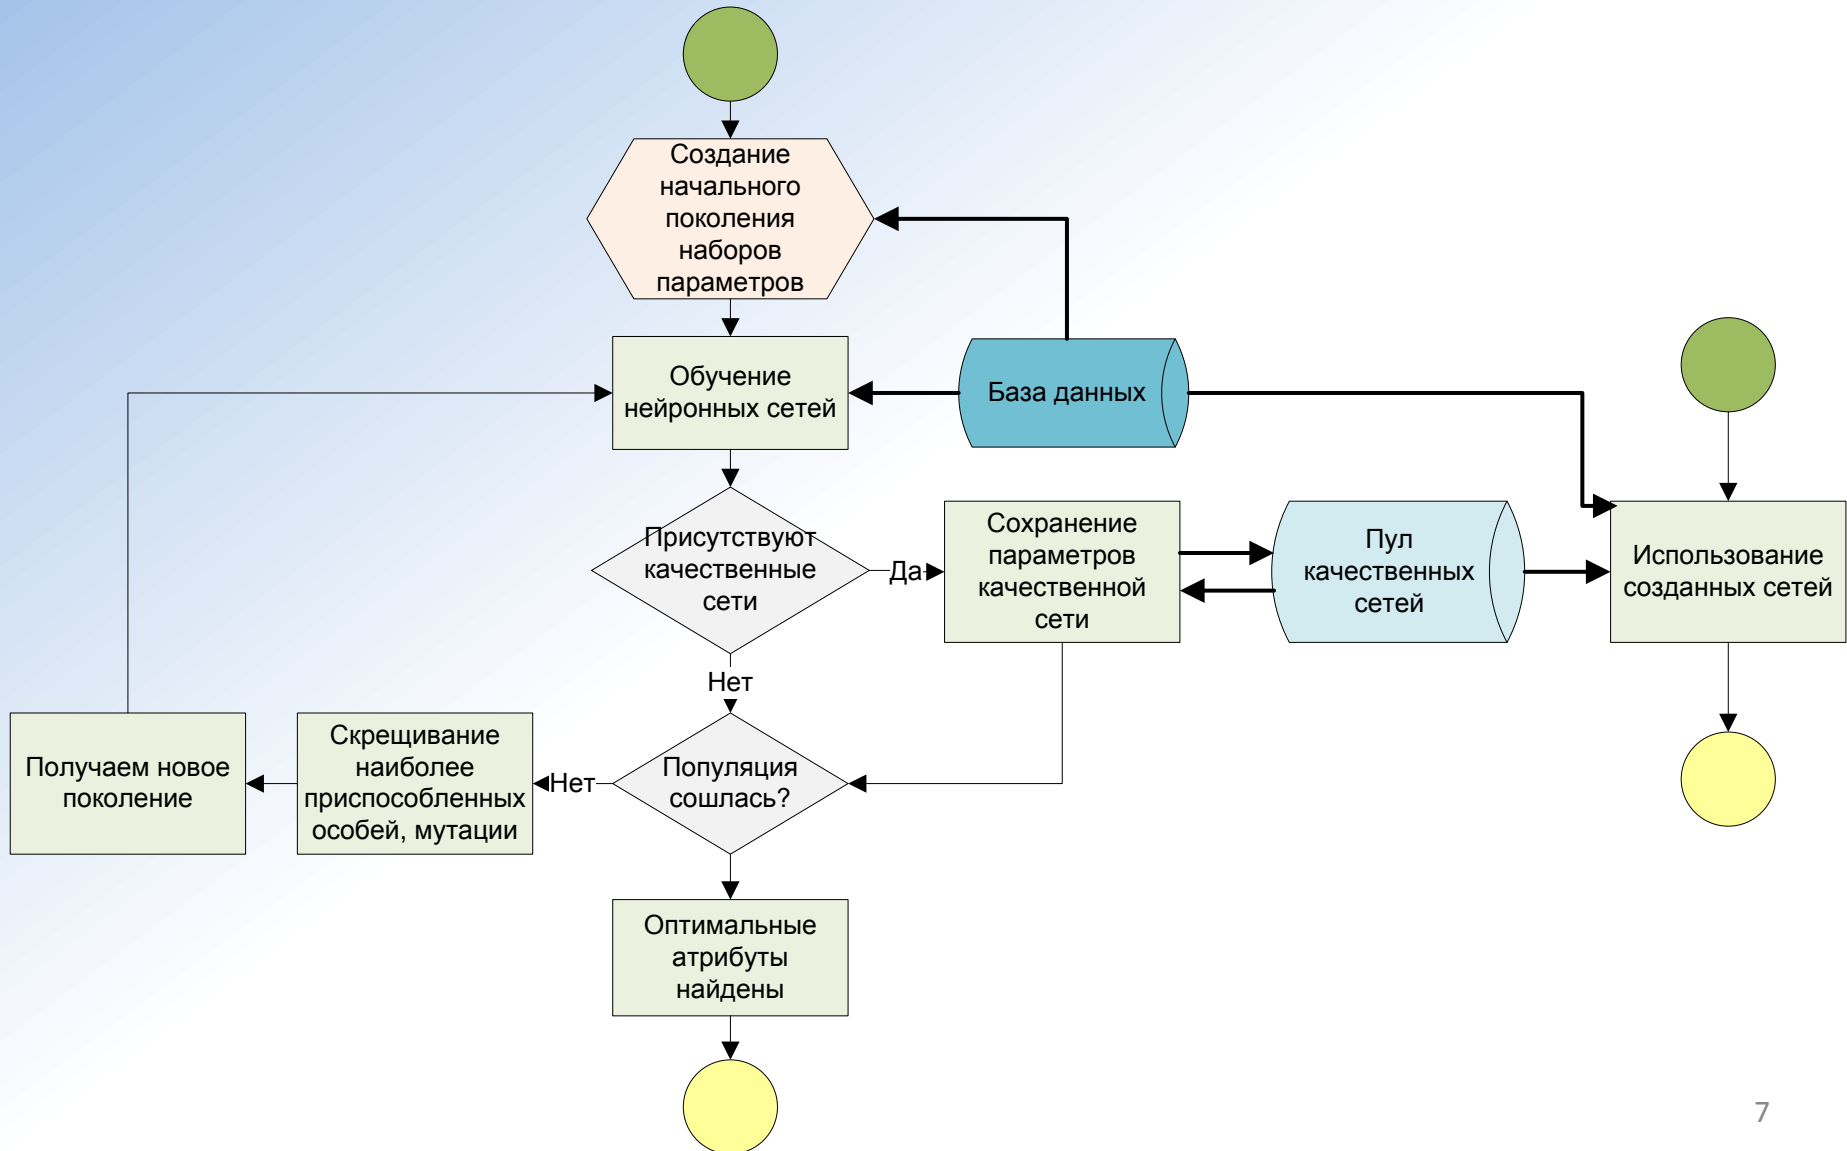 Создание
начального
поколения
наборов
параметров
Обучение
нейронных сетей
База данных
Присутствуют
качественные
сети
Да
Сохранение
параметров
качественной
сети
Пул
качественных
сетей
Использование
созданных сетей
Нет
Получаем новое
поколение
Скрещивание
наиболее
приспособленных
особей, мутации
Нет
Популяция
сошлась?
Оптимальные
атрибуты
найдены
7